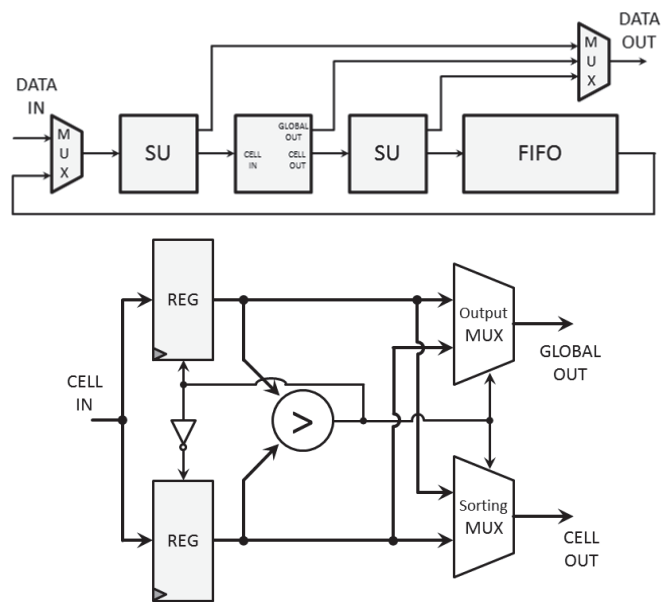 DATA
OUT
M
U
X
DATA
IN
M
U
X
SU
GLOBAL
OUT
CELL
IN
CELL
OUT
SU
FIFO
REG
Output
MUX
GLOBAL
OUT
CELL
IN
>
REG
Sorting
MUX
CELL
OUT